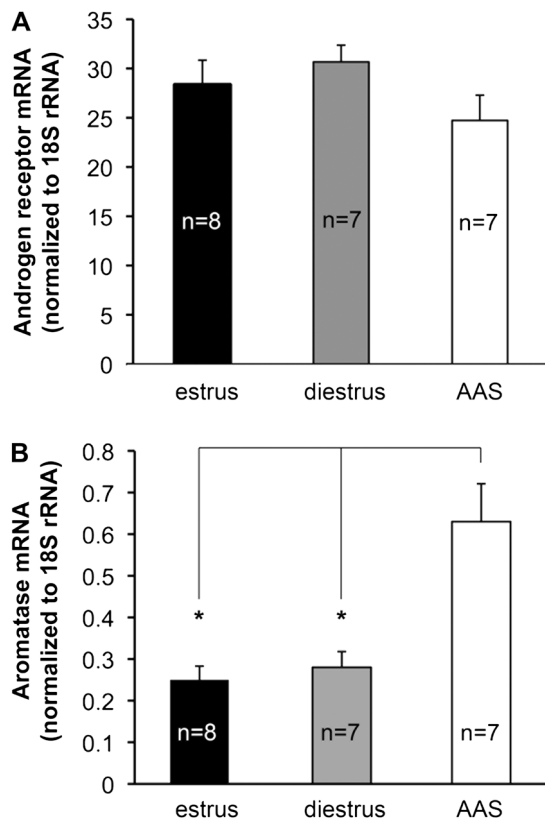 A
Androgen receptor mRNA
(normalized to 18S rRNA)
35
30
25
20
15
10
5
0
n=8
n=7
n=7
estrus
diestrus
AAS
B
Aromatase mRNA
(normalized to 18S rRNA)
0.8
0.7
0.6
0.5
0.4
0.3
0.2
0.1
0
*
*
n=8
n=7
n=7
estrus
diestrus
AAS